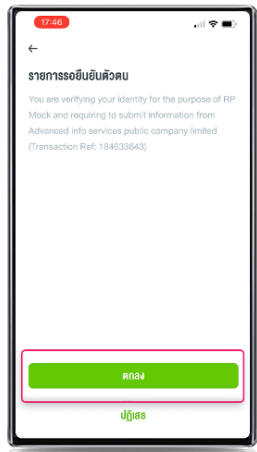 17:46
รายการรอยืนยันตัวตน
You are verifying your identity for the purpose of RP
Mock and requiring to submit Information from
Advanced info services public company limited
(Transaction Ref: 184633643)
ตกลง
ปฏิเสธ